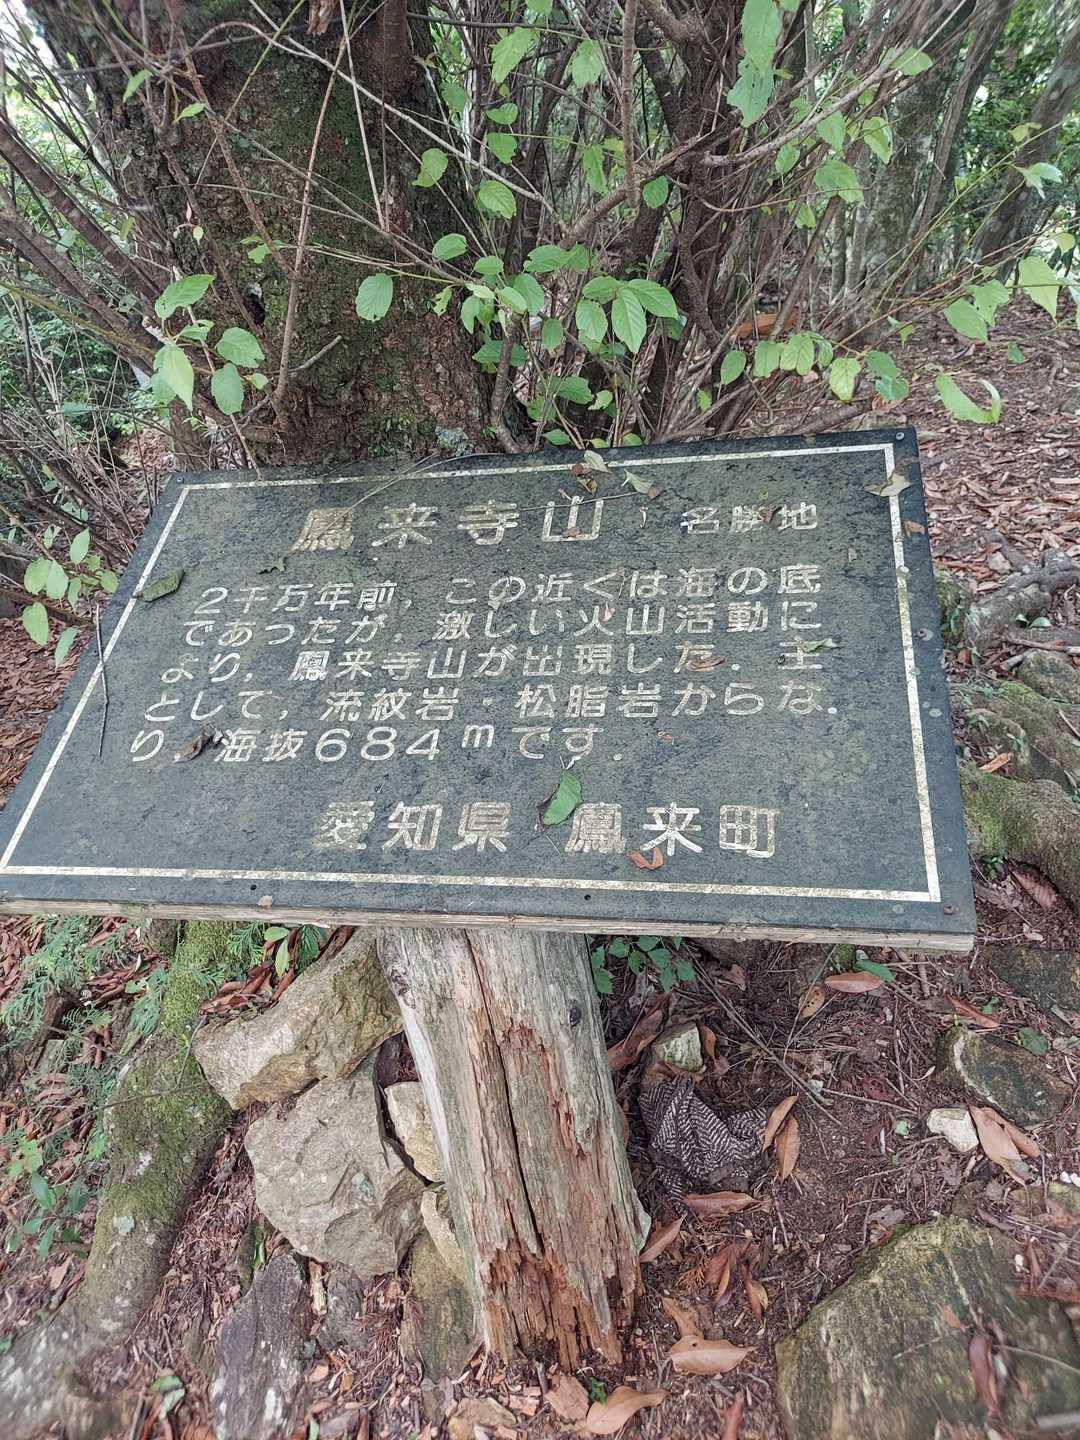 鳳来寺山 名勝地
2千万年前，この近くは海の底
であったが，激しい火山活動に
より，鳳来寺山が出現した．主
として，流紋岩・松脂岩からな．
り，海抜684mです．
愛知県 鳳来町